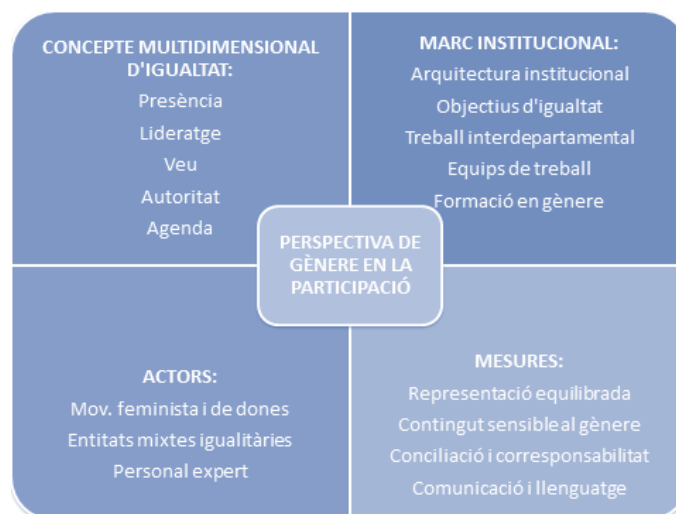 CONCEPTE MULTIDIMENSIONAL
D'IGUALTAT:
Presència
Lideratge
Veu
Autoritat
Agenda
MARC INSTITUCIONAL:
Arquitectura institucional
Objectius d'igualtat
Treball interdepartamental
Equips de treball
Formació en gènere
PERSPECTIVA DE
GÈNERE EN LA
PARTICIPACIÓ
ACTORS:
Mov. feminista i de dones
Entitats mixtes igualitàries
Personal expert
MESURES:
Representació equilibrada
Contingut sensible al gènere
Conciliació i corresponsabilitat
Comunicació i llenguatge